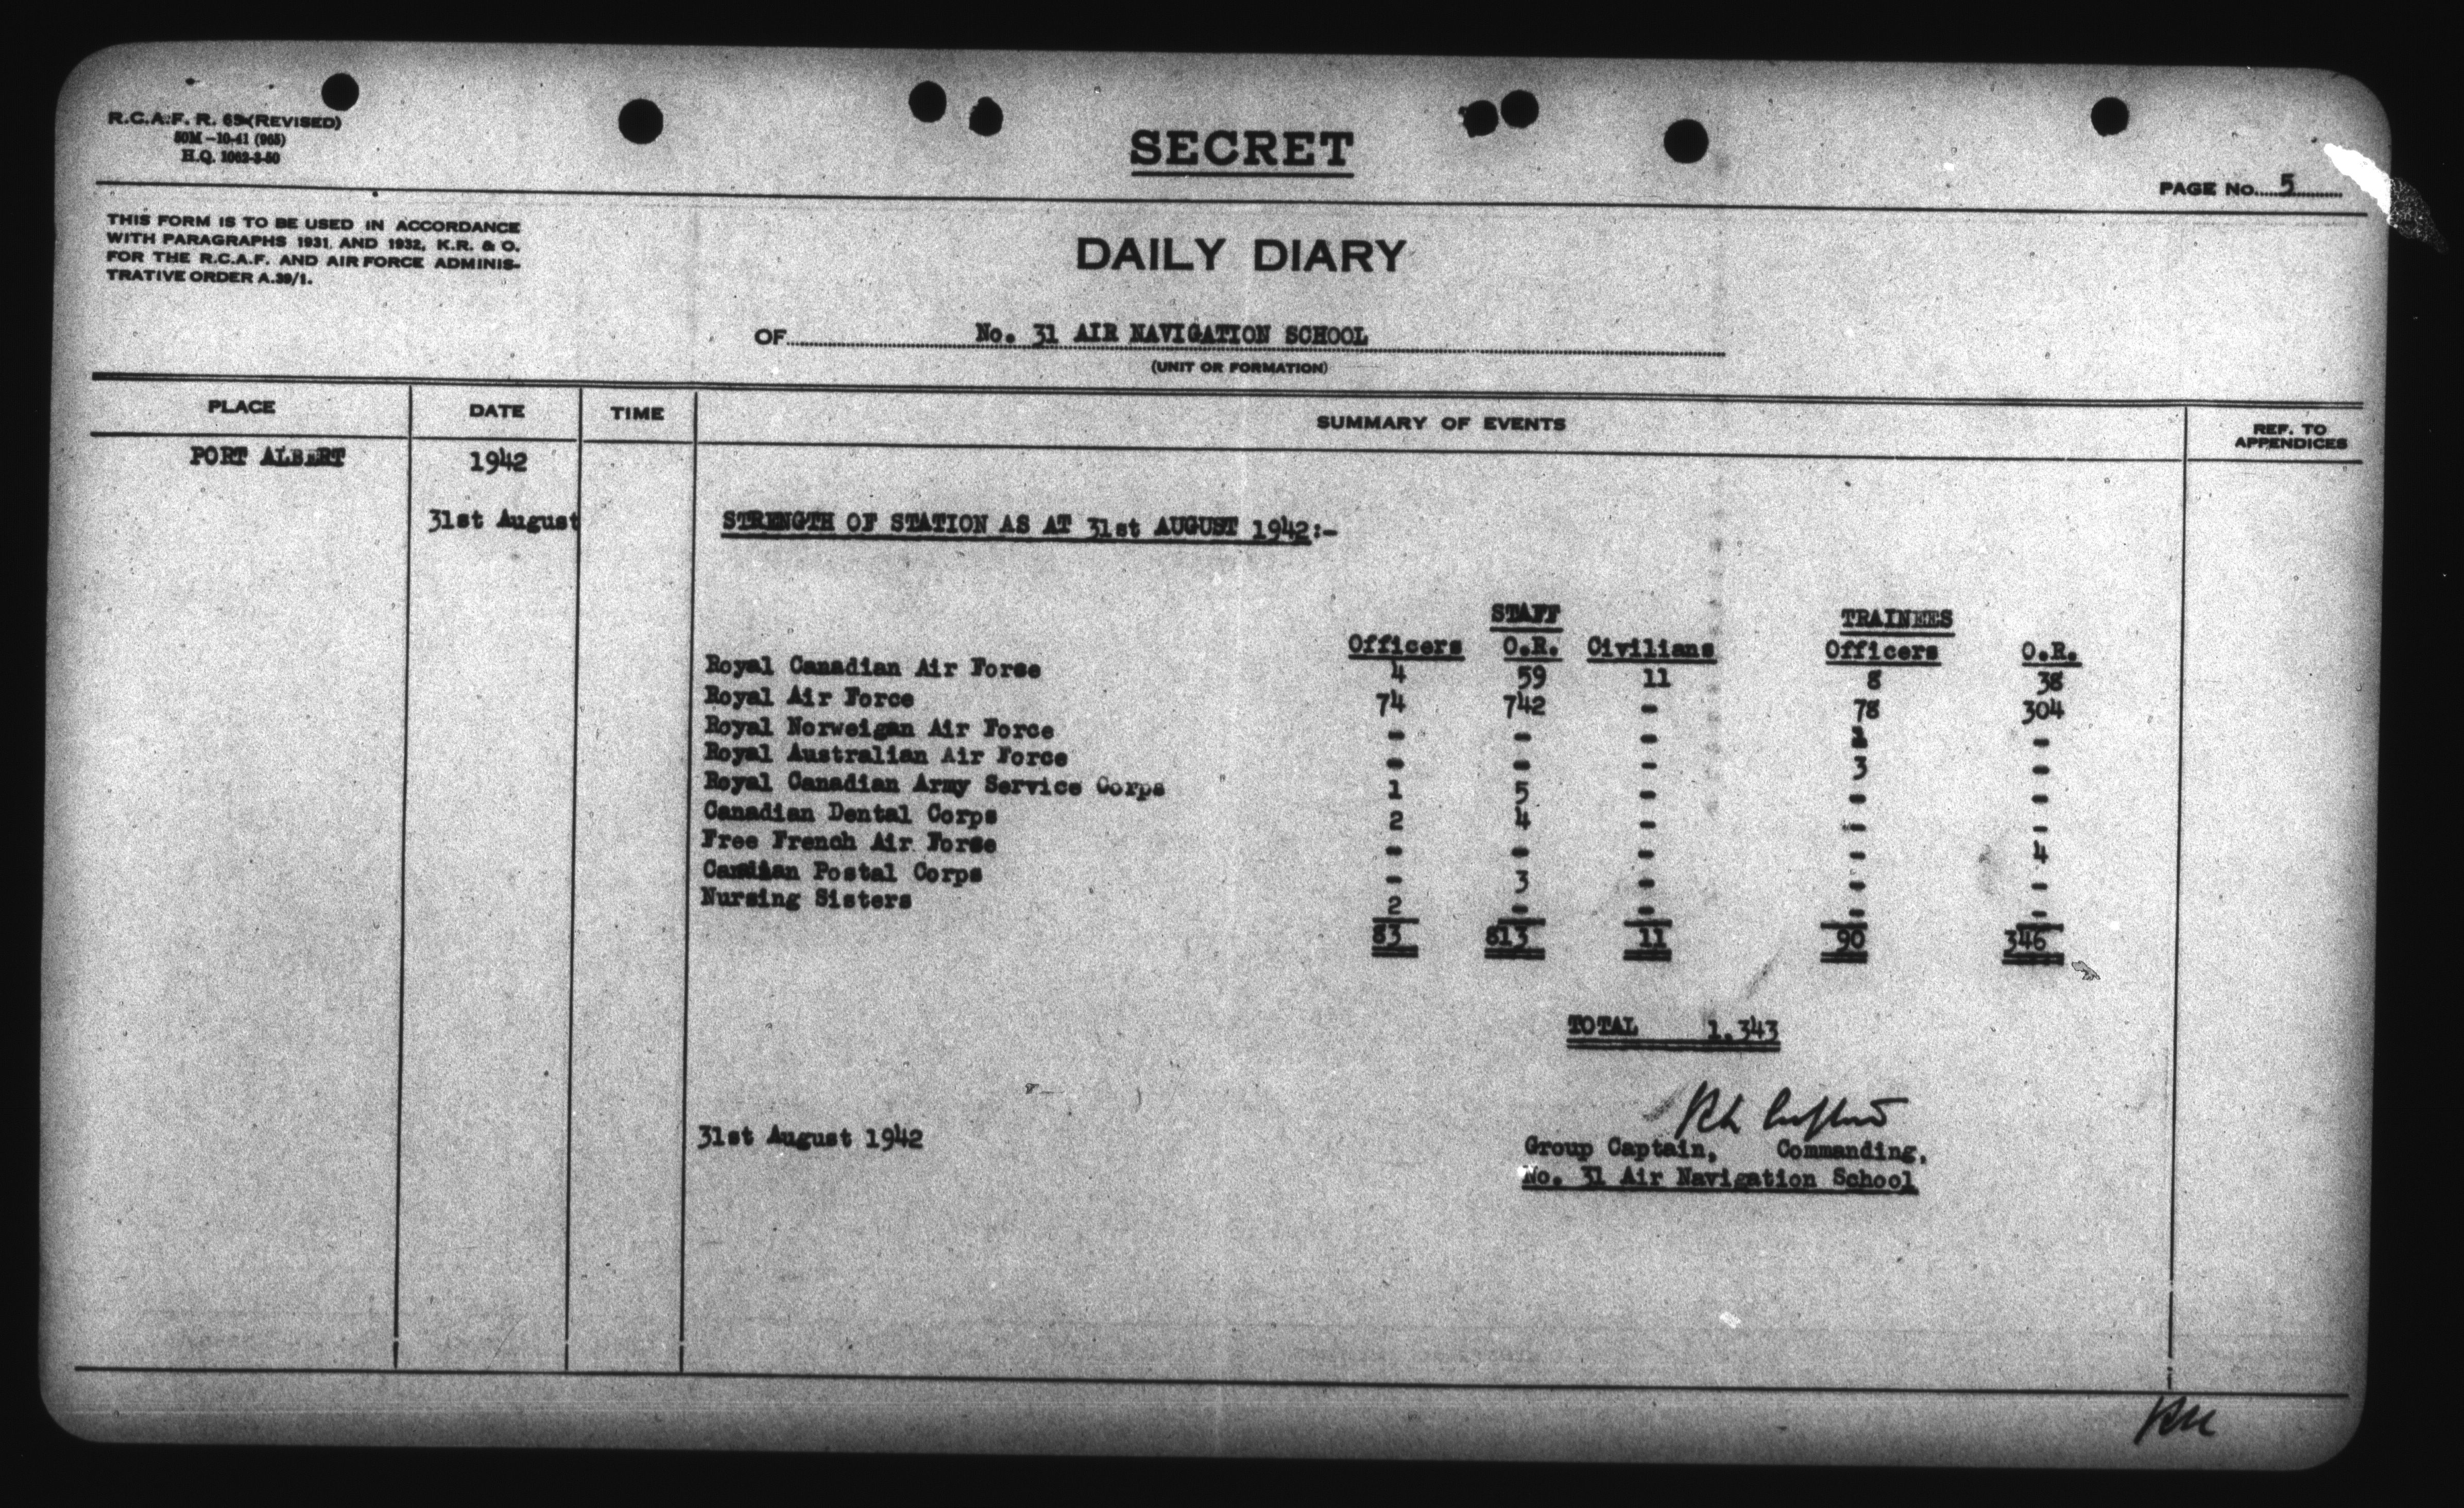 R.C.A.F. R. 65 (REVISED)
50M—10-41 (965)
H.Q. 1062-3-50
SECRET
PAGE No. 5
THIS FORM IS TO BE USED IN ACCORDANCE
WITH PARAGRAPHS 1931, AND 1932, K.R. & O.
FOR THE R.C.A.F. AND AIR FORCE ADMINIS-
TRATIVE ORDER A.39/1.
DAILY DIARY
OF No. 31 AIR NAVIGATION SCHOOL
(UNIT OR FORMATION)
PLACE DATE TIME SUMMARY OF EVENTS REF. TO APPENDICES
PORT ALBERT 1942
31st August STRENGTH OF STATION AS AT 31st AUGUST 1942:-
STAFF TRAINEES
Officers O.R. Civilians Officers O.R.
Royal Canadian Air Forse 4 59 11 8 38
Royal Air Force 74 742 - 78 304
Royal Norweigan Air Force - - - 1 -
Royal Australian Air Force - - - 3 -
Royal Canadian Army Service Corps 1 5 - - -
Canadian Dental Corps 2 4 - - -
Free French Air Forse - - - - 4
Canadian Postal Corps - 3 - - -
Nursing Sisters 2 - - - -
83 813 11 90 346
TOTAL 1,343
31st August 1942
Group Captain, Commanding,
No. 31 Air Navigation School